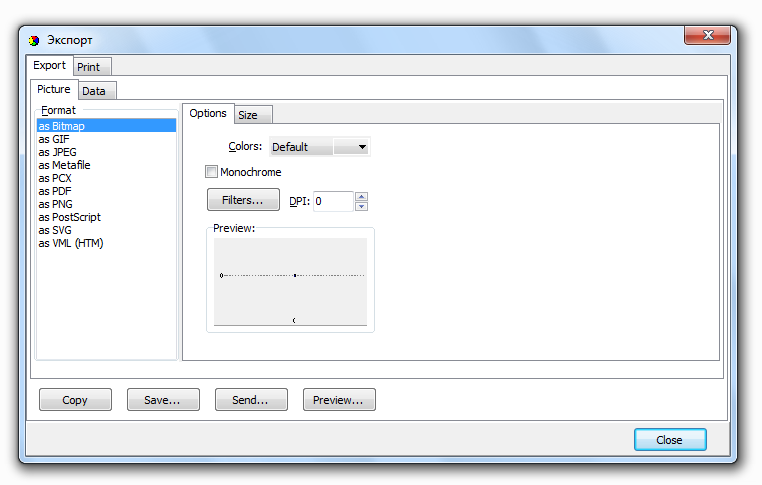 Экспорт
Export Print
Picture Data
Format
as Bitmap
as GIF
as JPEG
as Metafile
as PCX
as PDF
as PNG
as PostScript
as SVG
as VML (HTM)
Options Size
Colors: Default
Monochrome
Filters... DPI: 0
Preview:
0
Copy Save... Send... Preview...
Close